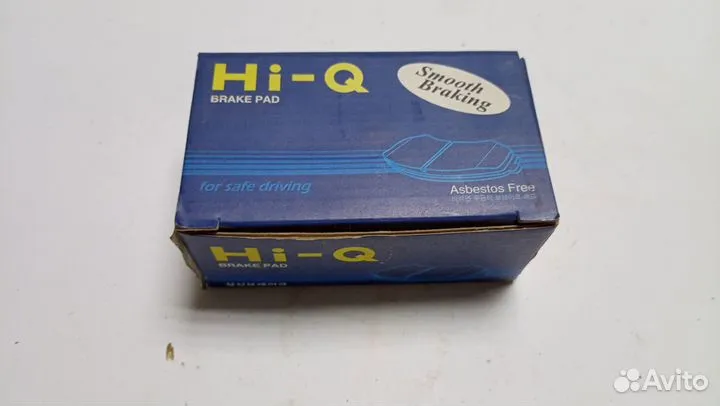 Hi-Q
BRAKE PAD
Smooth
Braking
for safe driving
Asbestos Free
Hi-Q
BRAKE PAD
Avito